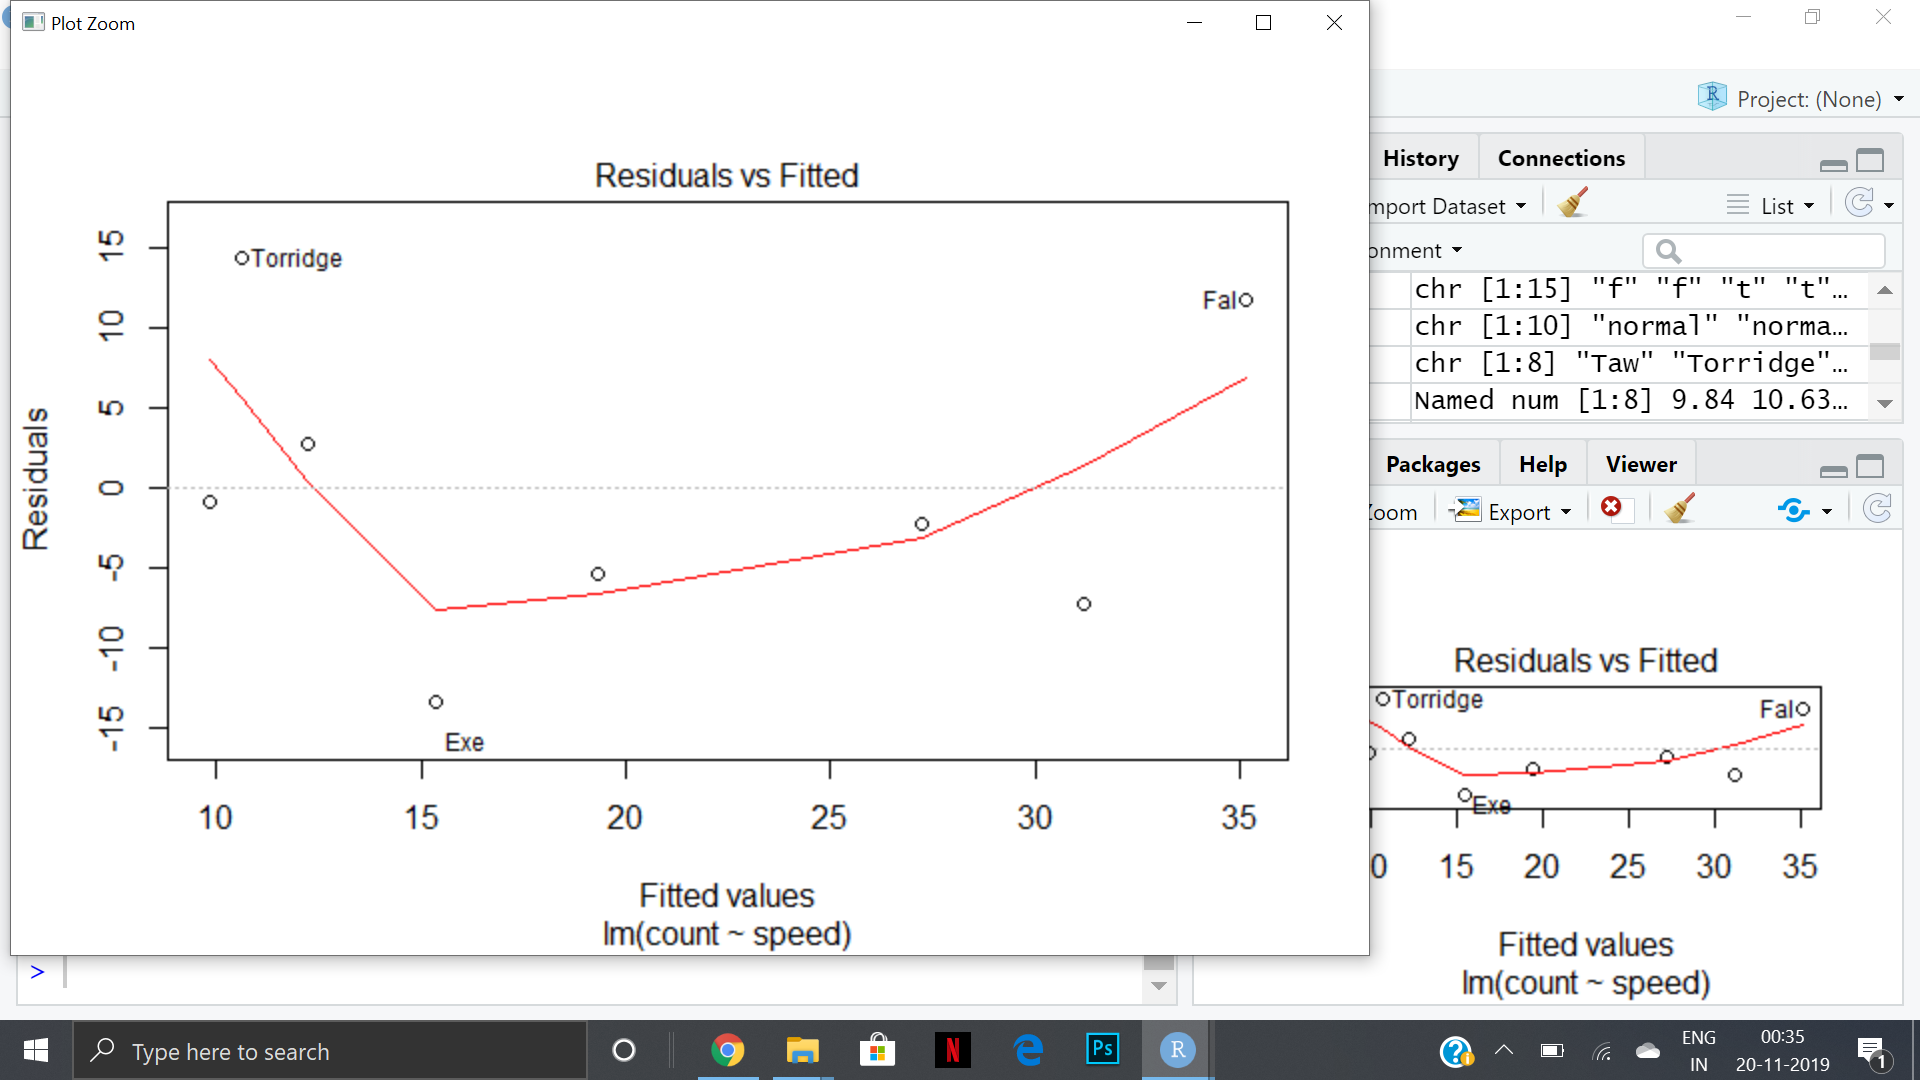 Plot Zoom
Residuals vs Fitted
Residuals
15
10
5
0
-5
-10
-15
Torridge
Fal
Exe
10 15 20 25 30 35
Fitted values
lm(count ~ speed)
>
Project: (None)
History Connections
mport Dataset List
onment
chr [1:15] "f" "f" "t" "t"…
chr [1:10] "normal" "norma…
chr [1:8] "Taw" "Torridge"…
Named num [1:8] 9.84 10.63…
Packages Help Viewer
Zoom Export
Residuals vs Fitted
Torridge
Fal
Exe
0 15 20 25 30 35
Fitted values
lm(count ~ speed)
Type here to search
N
e
Ps
R
ENG
IN
00:35
20-11-2019
1